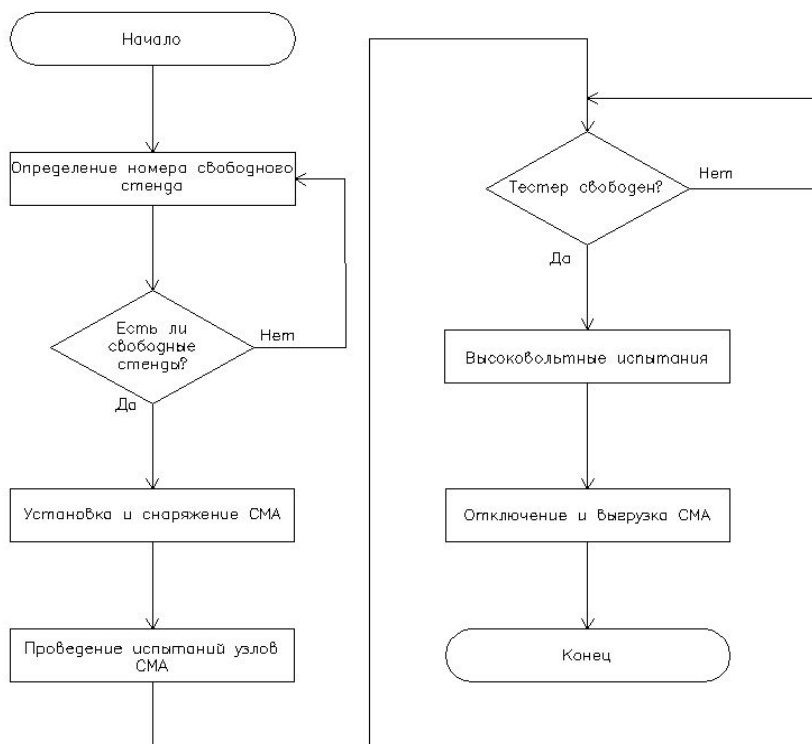 Начало
Определение номера свободного
стенда
Есть ли
свободные
стенды?
Нет
Да
Установка и снаряжение СМА
Проведение испытаний узлов
СМА
Тестер свободен?
Нет
Да
Высоковольтные испытания
Отключение и выгрузка СМА
Конец